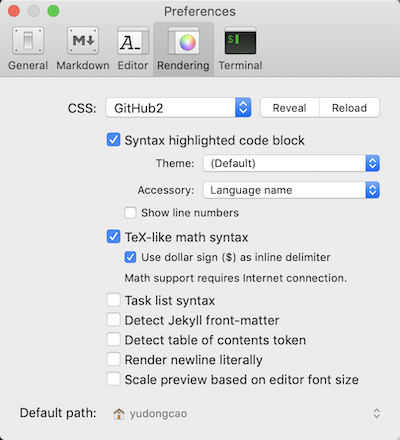 Preferences
General Markdown Editor Rendering Terminal
CSS: GitHub2 Reveal Reload
Syntax highlighted code block
Theme: (Default)
Accessory: Language name
Show line numbers
TeX-like math syntax
Use dollar sign ($) as inline delimiter
Math support requires Internet connection.
Task list syntax
Detect Jekyll front-matter
Detect table of contents token
Render newline literally
Scale preview based on editor font size
Default path: yudongcao